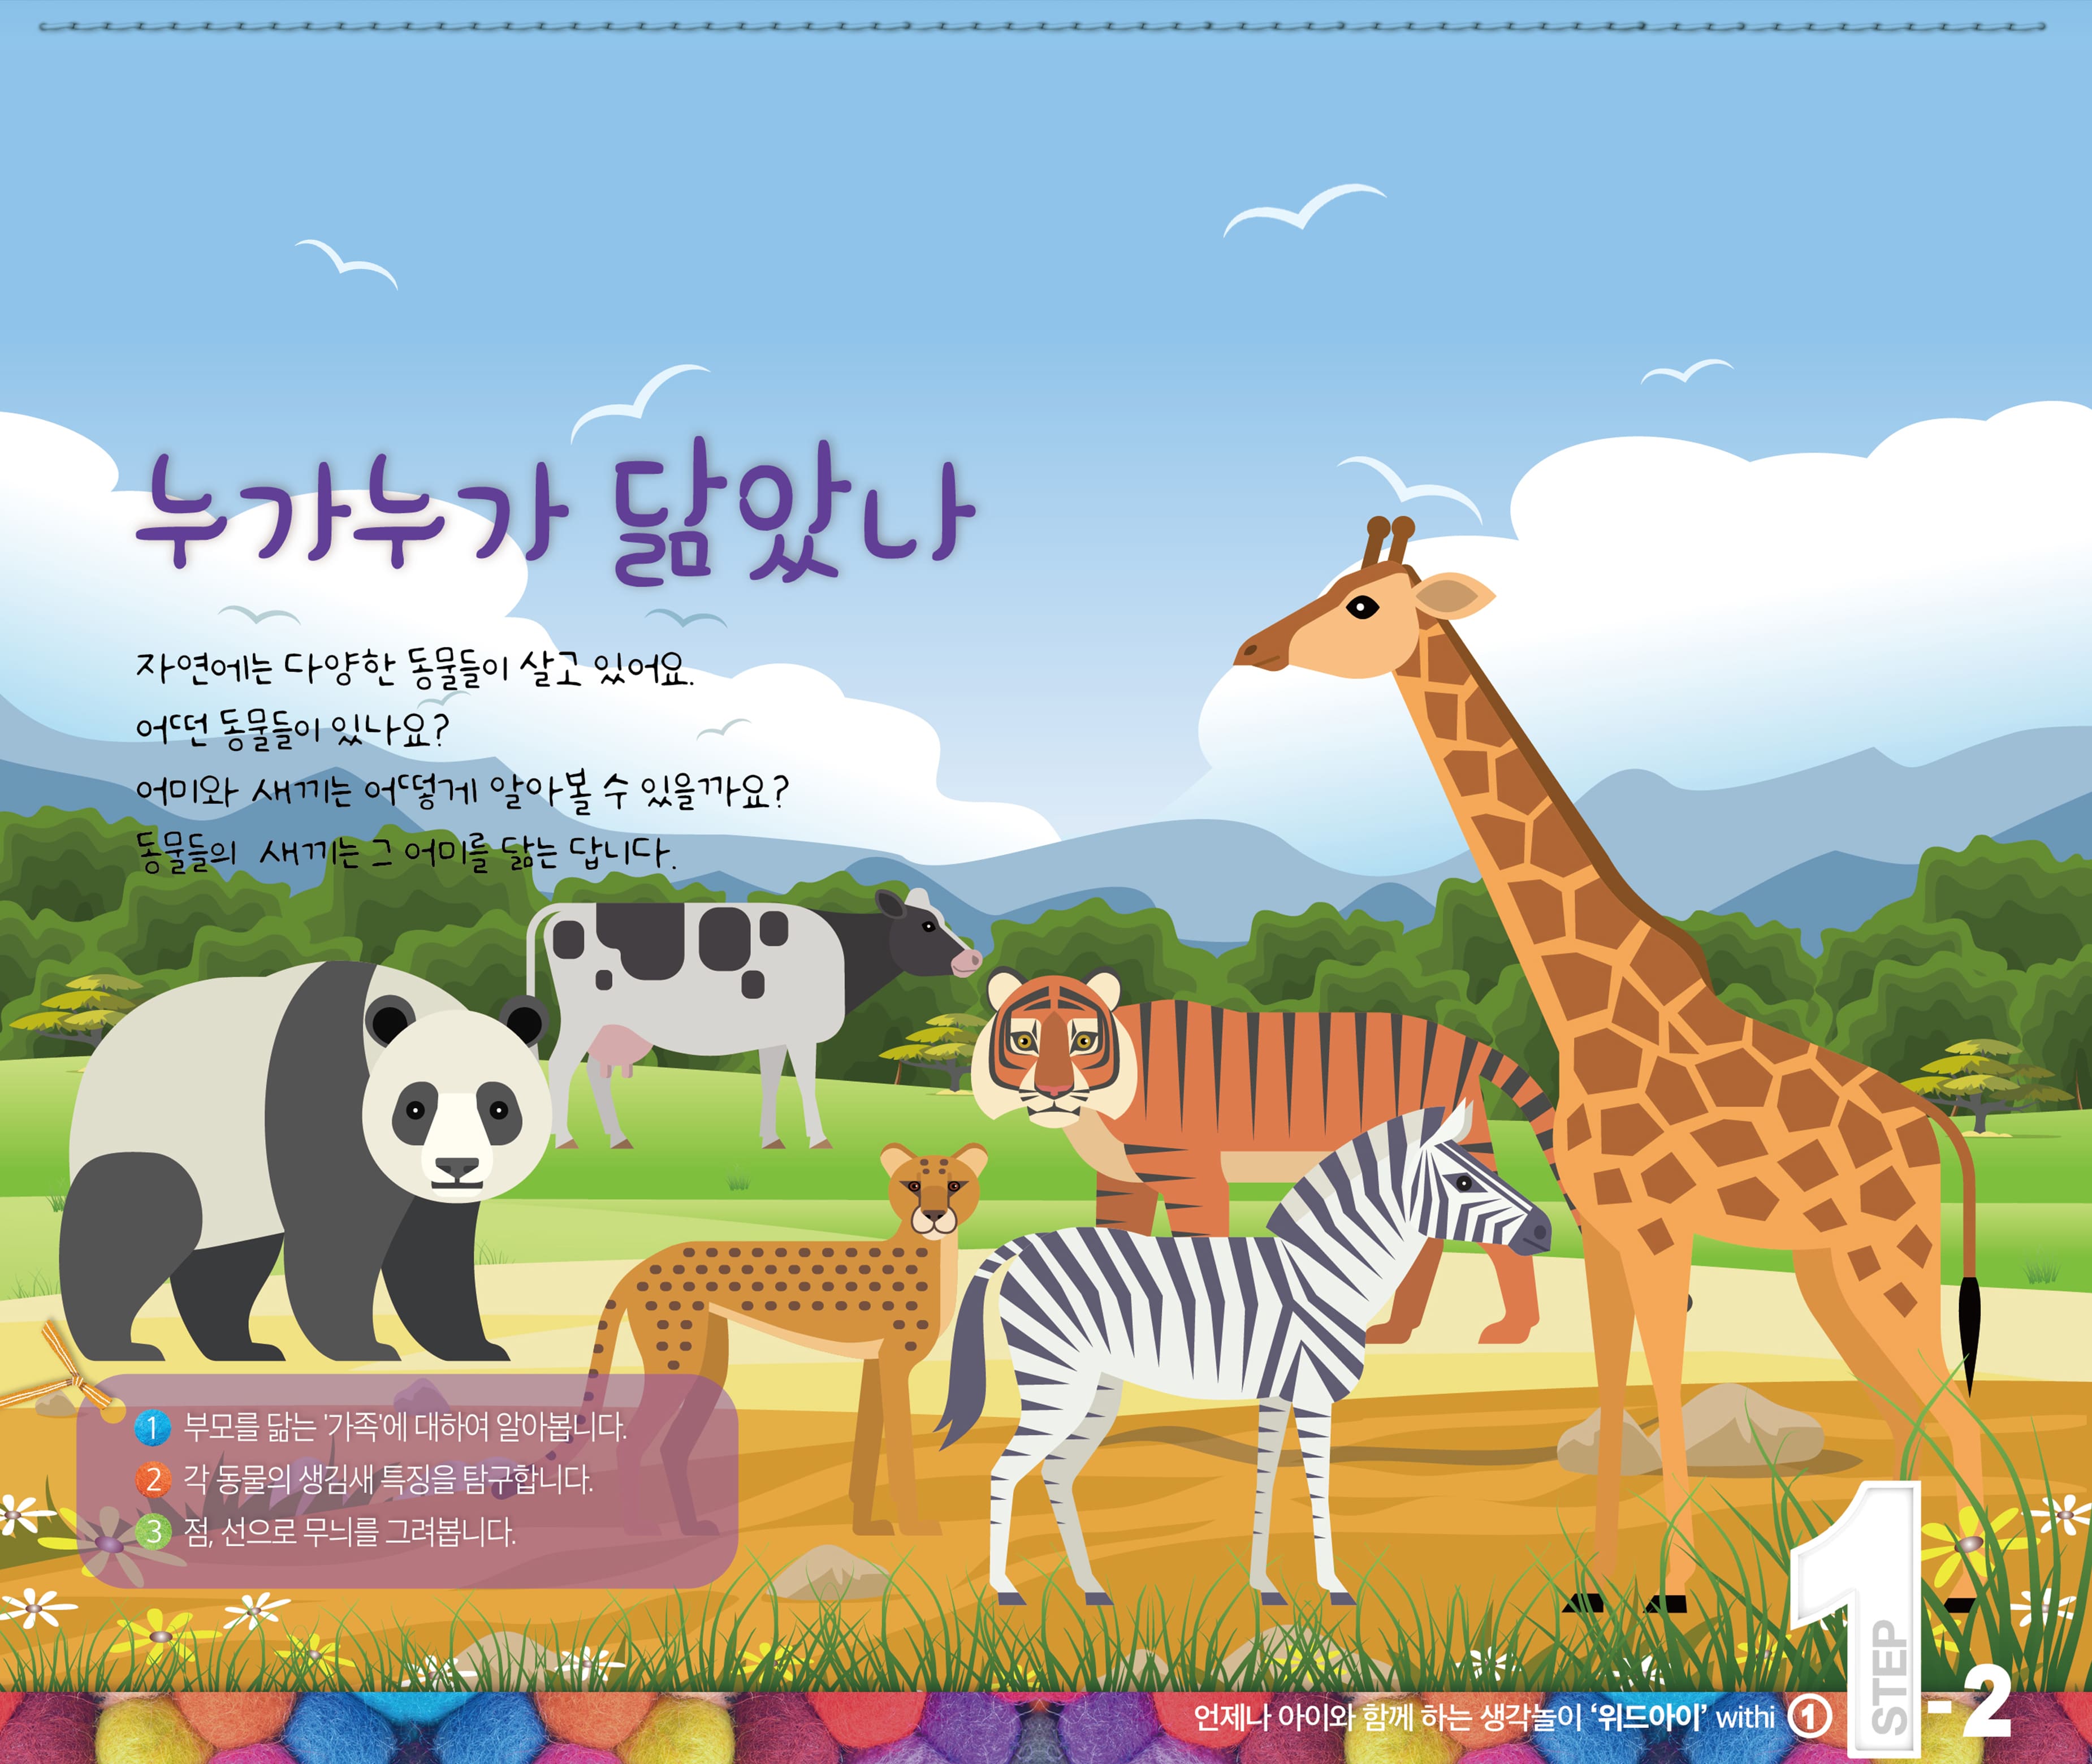 누가누가 닮았나
자연에는 다양한 동물들이 살고 있어요.
어떤 동물들이 있나요?
어미와 새끼는 어떻게 알아볼 수 있을까요?
동물들의 새끼는 그 어미를 닮는 답니다.
1 부모를 닮는 '가족'에 대하여 알아봅니다.
2 각 동물의 생김새 특징을 탐구합니다.
3 점, 선으로 무늬를 그려봅니다.
언제나 아이와 함께 하는 생각놀이 ‘위드아이’ withi ①
1 STEP -2